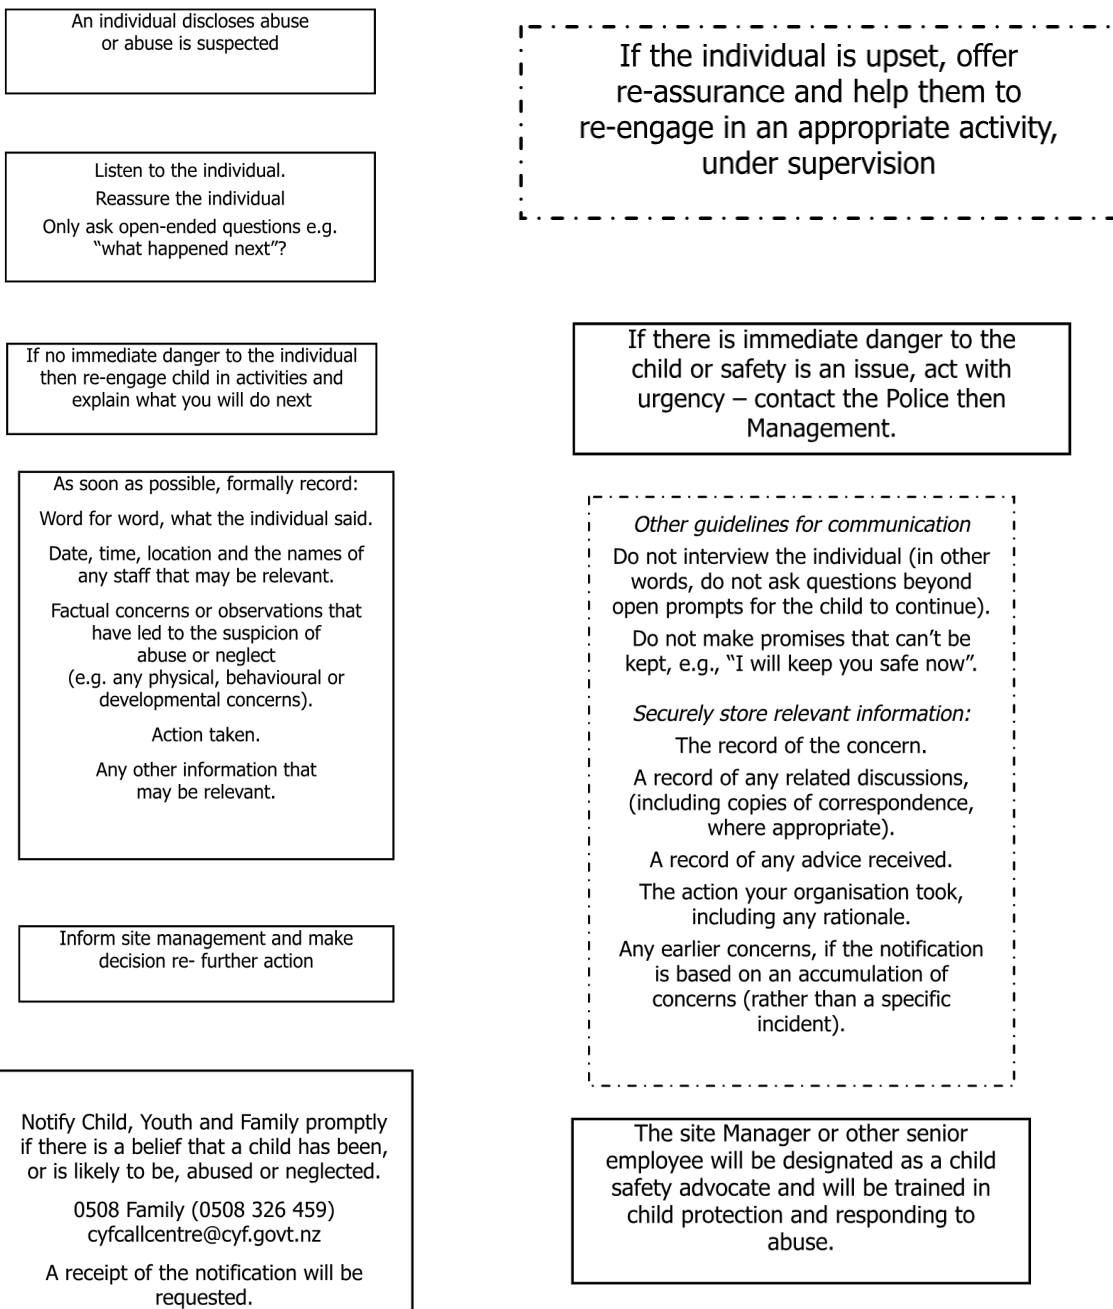 An individual discloses abuse
or abuse is suspected
Listen to the individual.
Reassure the individual
Only ask open-ended questions e.g.
“what happened next”?
If no immediate danger to the individual
then re-engage child in activities and
explain what you will do next
As soon as possible, formally record:
Word for word, what the individual said.
Date, time, location and the names of
any staff that may be relevant.
Factual concerns or observations that
have led to the suspicion of
abuse or neglect
(e.g. any physical, behavioural or
developmental concerns).
Action taken.
Any other information that
may be relevant.
Inform site management and make
decision re- further action
Notify Child, Youth and Family promptly
if there is a belief that a child has been,
or is likely to be, abused or neglected.
0508 Family (0508 326 459)
cyfcallcentre@cyf.govt.nz
A receipt of the notification will be
requested.
If the individual is upset, offer
re-assurance and help them to
re-engage in an appropriate activity,
under supervision
If there is immediate danger to the
child or safety is an issue, act with
urgency – contact the Police then
Management.
Other guidelines for communication
Do not interview the individual (in other
words, do not ask questions beyond
open prompts for the child to continue).
Do not make promises that can’t be
kept, e.g., “I will keep you safe now”.
Securely store relevant information:
The record of the concern.
A record of any related discussions,
(including copies of correspondence,
where appropriate).
A record of any advice received.
The action your organisation took,
including any rationale.
Any earlier concerns, if the notification
is based on an accumulation of
concerns (rather than a specific
incident).
The site Manager or other senior
employee will be designated as a child
safety advocate and will be trained in
child protection and responding to
abuse.